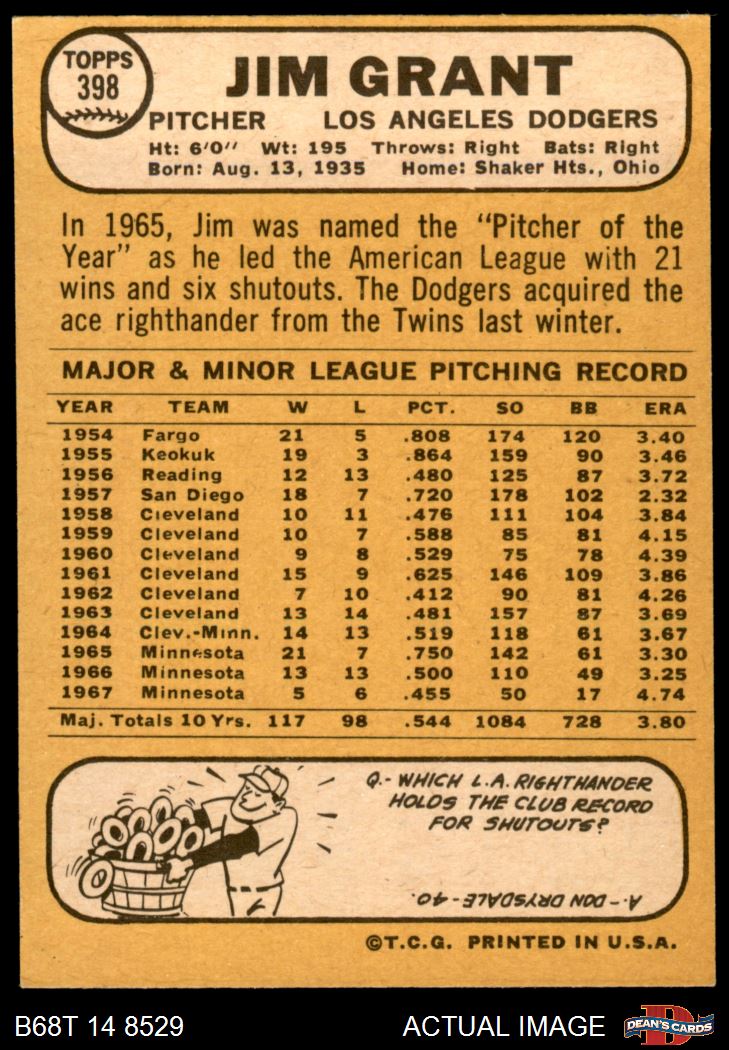 TOPPS
398
JIM GRANT
PITCHER LOS ANGELES DODGERS
Ht: 6'0" Wt: 195 Throws: Right Bats: Right
Born: Aug. 13, 1935 Home: Shaker Hts., Ohio
In 1965, Jim was named the "Pitcher of the
Year" as he led the American League with 21
wins and six shutouts. The Dodgers acquired the
ace righthander from the Twins last winter.
MAJOR & MINOR LEAGUE PITCHING RECORD
YEAR TEAM W L PCT. SO BB ERA
1954 Fargo 21 5 .808 174 120 3.40
1955 Keokuk 19 3 .864 159 90 3.46
1956 Reading 12 13 .480 125 87 3.72
1957 San Diego 18 7 .720 178 102 2.32
1958 Cleveland 10 11 .476 111 104 3.84
1959 Cleveland 10 7 .588 85 81 4.15
1960 Cleveland 9 8 .529 75 78 4.39
1961 Cleveland 15 9 .625 146 109 3.86
1962 Cleveland 7 10 .412 90 81 4.26
1963 Cleveland 13 14 .481 157 87 3.69
1964 Clev.-Minn. 14 13 .519 118 61 3.67
1965 Minnesota 21 7 .750 142 61 3.30
1966 Minnesota 13 13 .500 110 49 3.25
1967 Minnesota 5 6 .455 50 17 4.74
Maj. Totals 10 Yrs. 117 98 .544 1084 728 3.80
Q.- WHICH L.A. RIGHTHANDER
HOLDS THE CLUB RECORD
FOR SHUTOUTS?
A.- DON DRYSDALE - 40.
©T.C.G. PRINTED IN U.S.A.
B68T 14 8529 ACTUAL IMAGE
DEAN'S CARDS